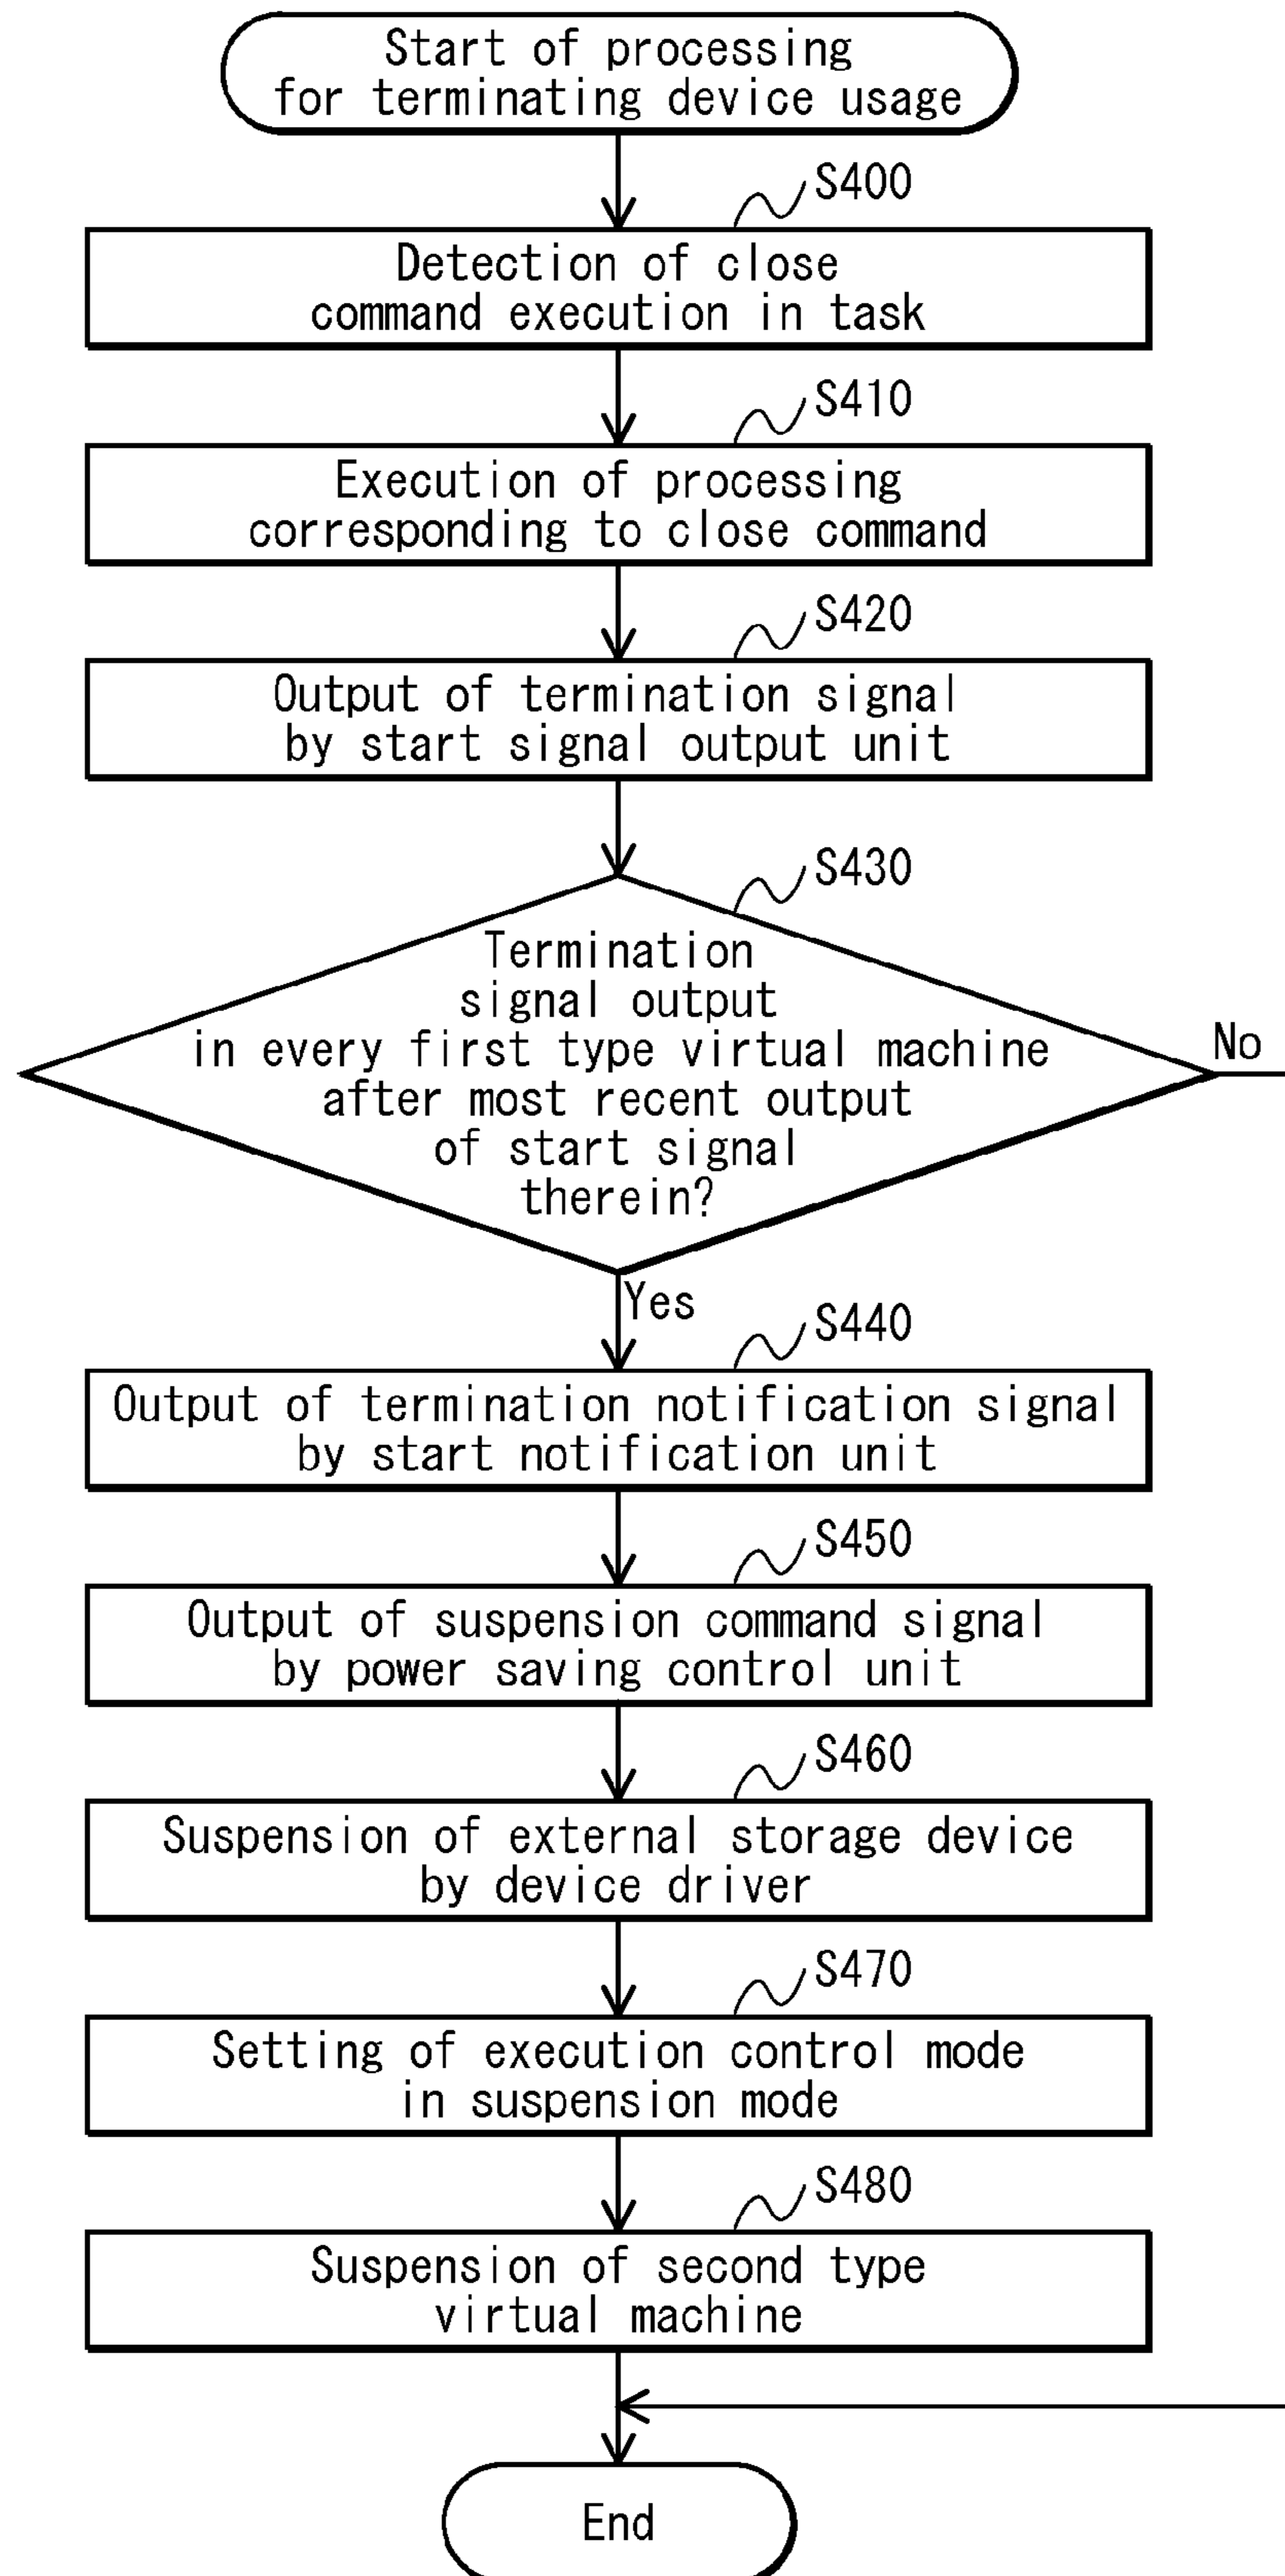 Start of processing
for terminating device usage
S400
Detection of close
command execution in task
S410
Execution of processing
corresponding to close command
S420
Output of termination signal
by start signal output unit
S430
Termination
signal output
in every first type virtual machine
after most recent output
of start signal
therein?
No
Yes
S440
Output of termination notification signal
by start notification unit
S450
Output of suspension command signal
by power saving control unit
S460
Suspension of external storage device
by device driver
S470
Setting of execution control mode
in suspension mode
S480
Suspension of second type
virtual machine
End